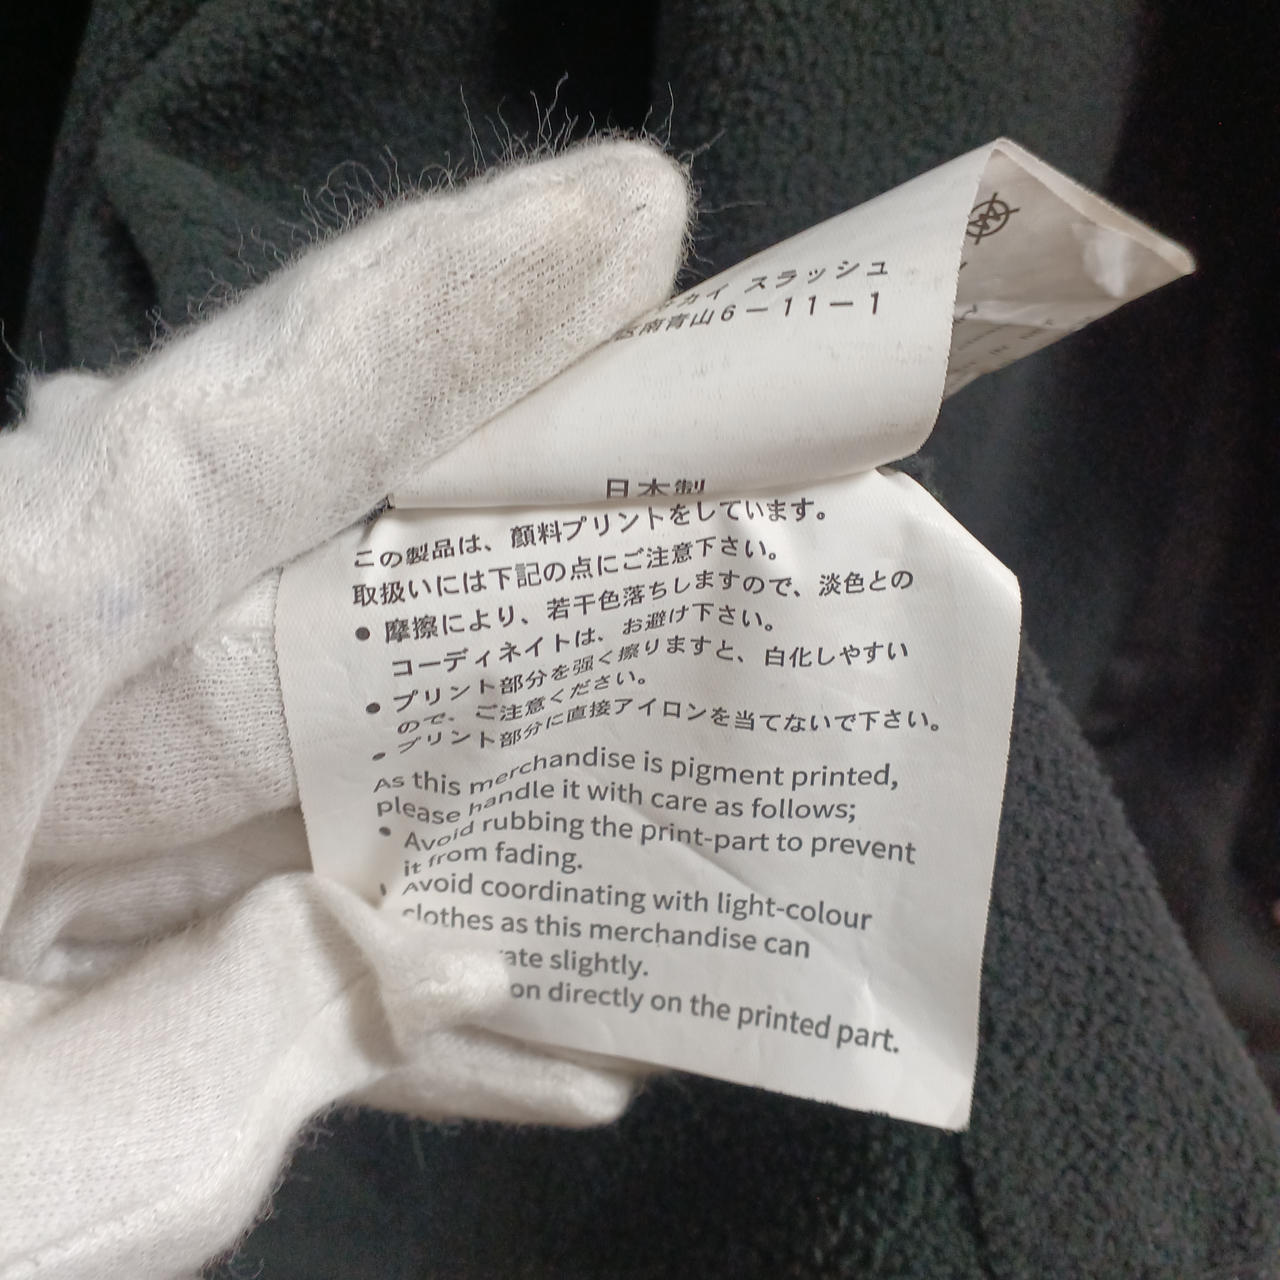 カイ スラッシュ
南青山6-11-1
日本製
この製品は、顔料プリントをしています。
取扱いには下記の点にご注意下さい。
● 摩擦により、若干色落ちしますので、淡色との
コーディネイトは、お避け下さい。
● プリント部分を強く擦りますと、白化しやすい
ので、ご注意ください。
● プリント部分に直接アイロンを当てないで下さい。
As this merchandise is pigment printed,
please handle it with care as follows;
● Avoid rubbing the print-part to prevent
it from fading.
Avoid coordinating with light-colour
clothes as this merchandise can
slightly.
on directly on the printed part.